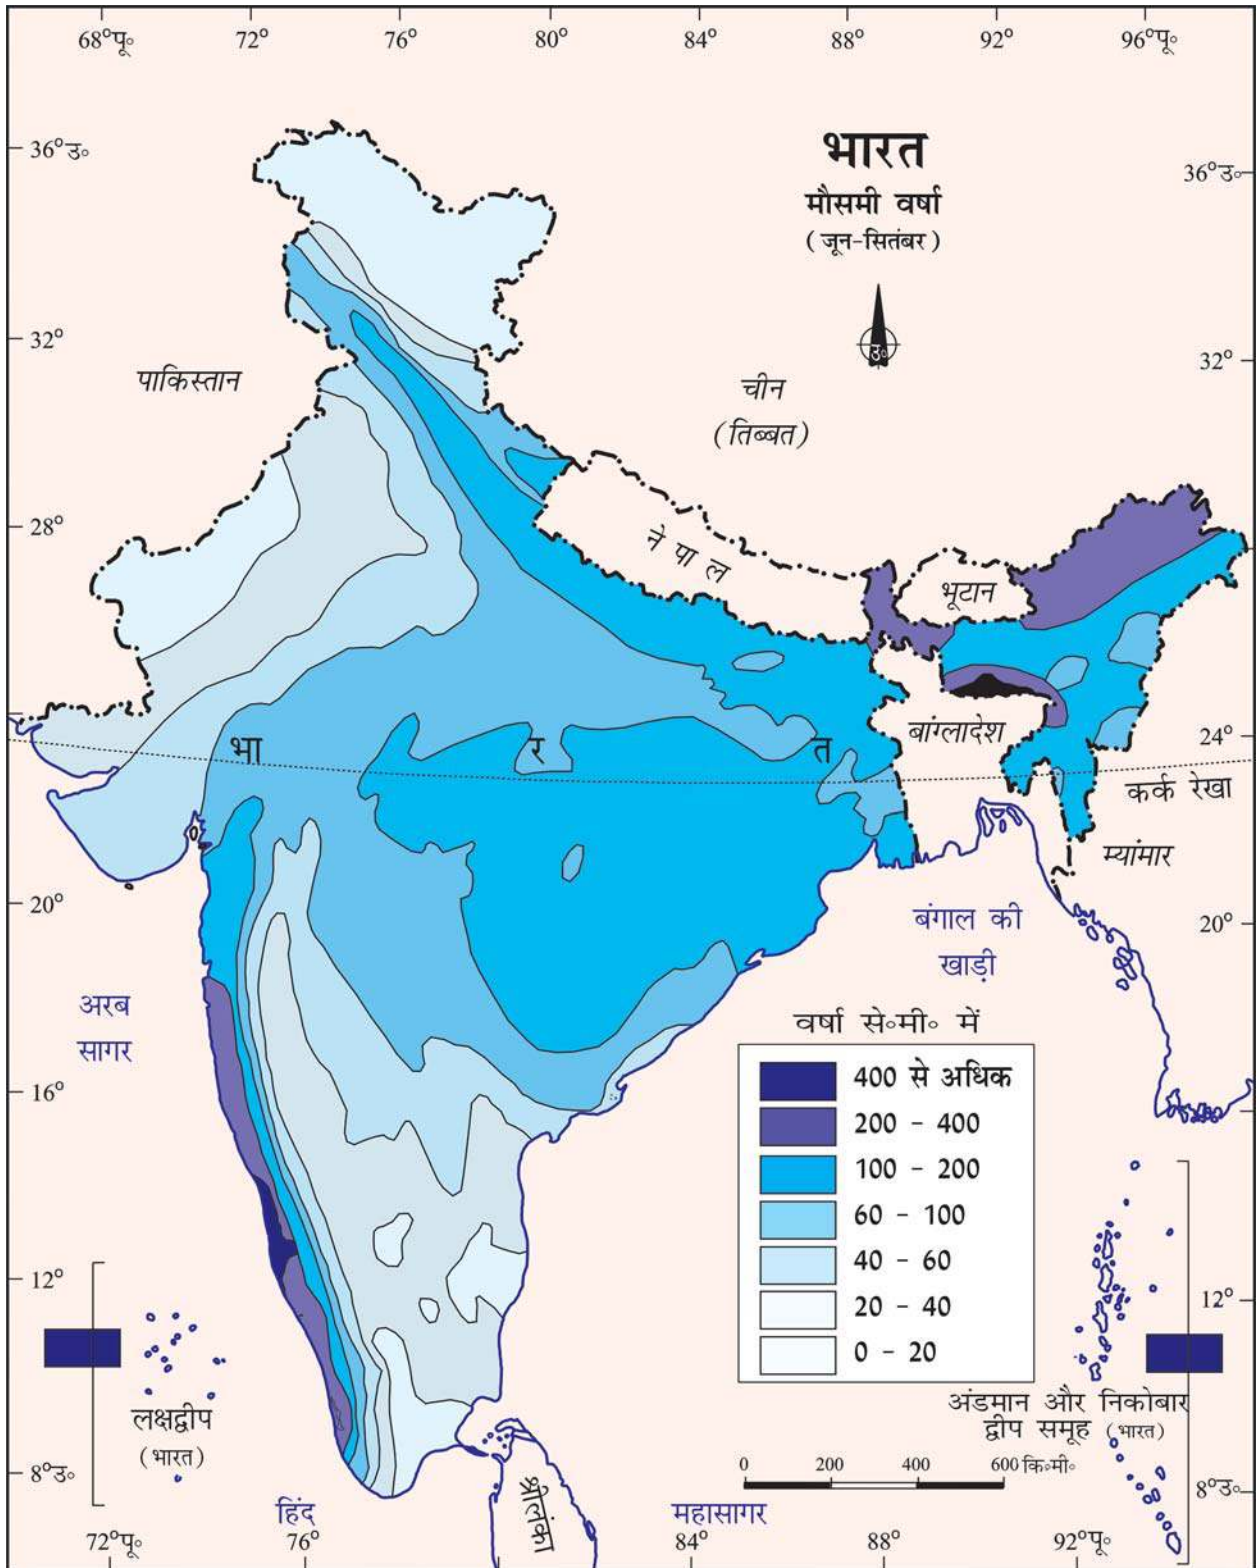 68°पू॰ 72° 76° 80° 84° 88° 92° 96°पू॰
36°उ॰
36°उ॰
भारत
मौसमी वर्षा
(जून-सितंबर)
उ॰
32°
32°
पाकिस्तान
चीन
(तिब्बत)
28°
ने पा ल
भूटान
बांग्लादेश
भा र त
24°
कर्क रेखा
म्यांमार
20°
20°
बंगाल की
खाड़ी
अरब
सागर
वर्षा से॰मी॰ में
400 से अधिक
200 - 400
100 - 200
60 - 100
40 - 60
20 - 40
0 - 20
16°
12°
12°
लक्षद्वीप
(भारत)
अंडमान और निकोबार
द्वीप समूह (भारत)
0 200 400 600 कि॰मी॰
8°उ॰
8°उ॰
हिंद
श्रीलंका
महासागर
72°पू॰ 76° 84° 88° 92°पू॰